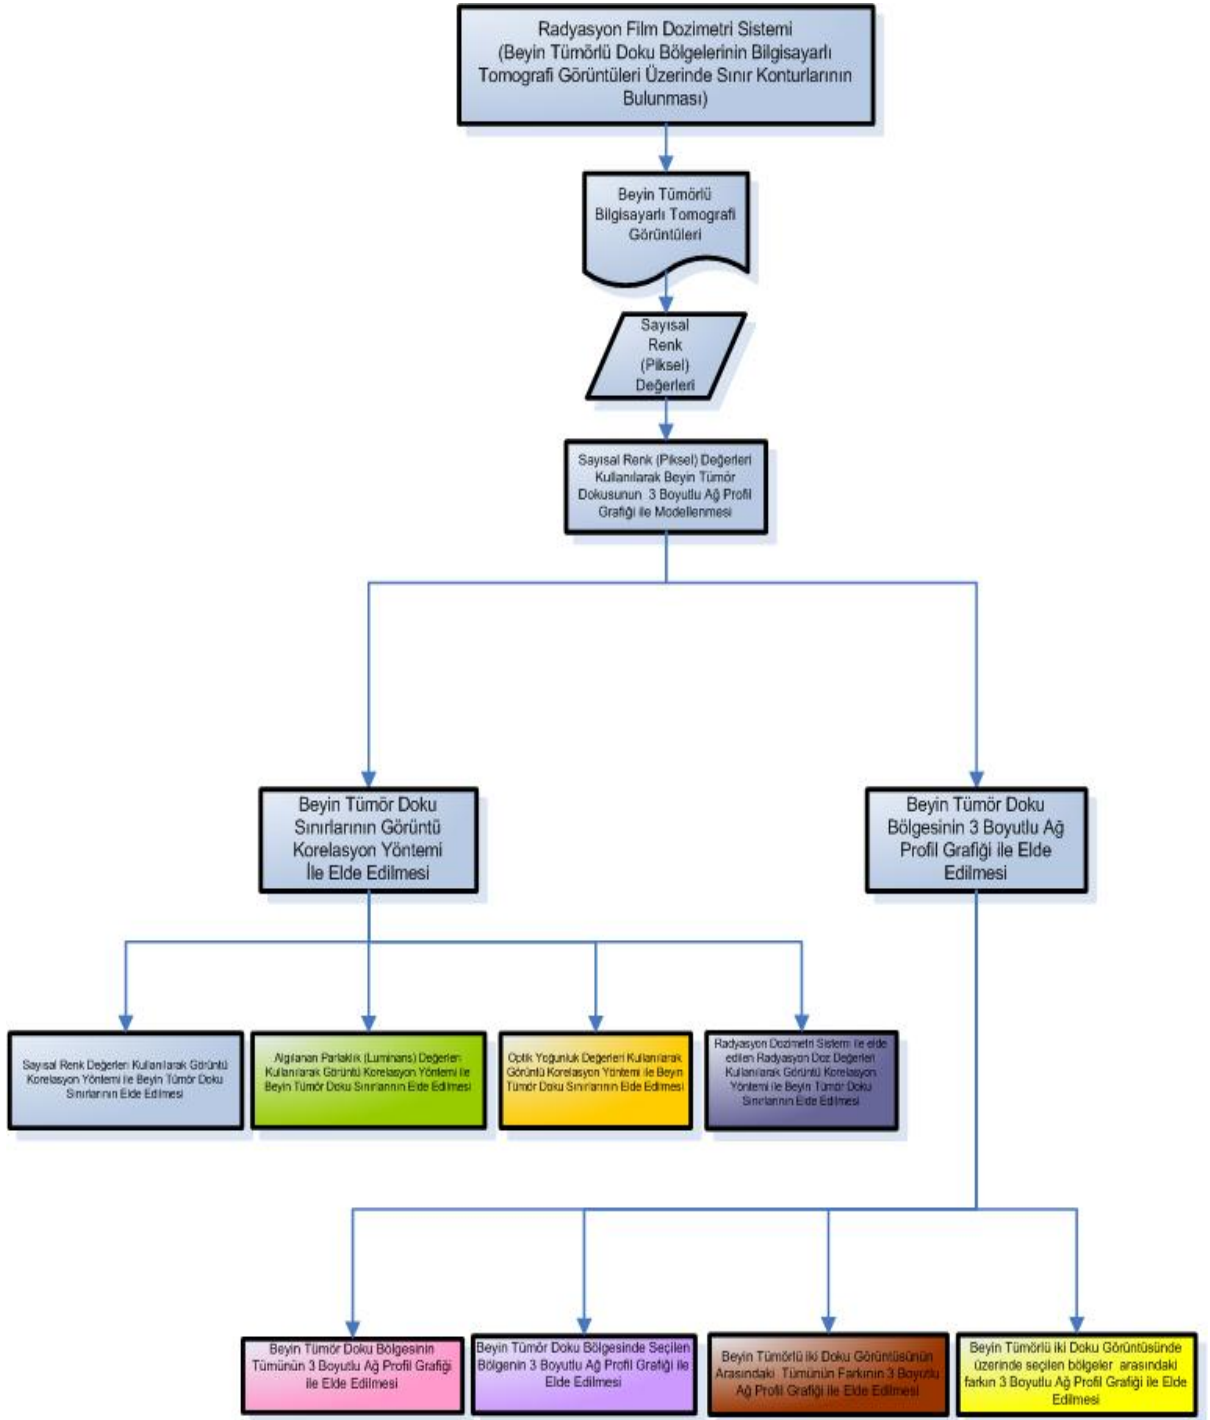 Radyasyon Film Dozimetri Sistemi
(Beyin Tümörlü Doku Bölgelerinin Bilgisayarlı
Tomografi Görüntüleri Üzerinde Sınır Konturlarının
Bulunması)
Beyin Tümörlü
Bilgisayarlı Tomografi
Görüntüleri
Sayısal
Renk
(Piksel)
Değerleri
Sayısal Renk (Piksel) Değerleri
Kullanılarak Beyin Tümör
Dokusunun 3 Boyutlu Ağ Profil
Grafiği ile Modellenmesi
Beyin Tümör Doku
Sınırlarının Görüntü
Korelasyon Yöntemi
İle Elde Edilmesi
Beyin Tümör Doku
Bölgesinin 3 Boyutlu Ağ
Profil Grafiği ile Elde
Edilmesi
Sayısal Renk Değerleri Kullanılarak Görüntü
Korelasyon Yöntemi ile Beyin Tümör Doku
Sınırlarının Elde Edilmesi
Algılanan Parlaklık (Luminans) Değerleri
Kullanılarak Görüntü Korelasyon Yöntemi ile
Beyin Tümör Doku Sınırlarının Elde Edilmesi
Optik Yoğunluk Değerleri Kullanılarak
Görüntü Korelasyon Yöntemi ile Beyin
Tümör Doku Sınırlarının Elde Edilmesi
Radyasyon Dozimetri Sistemi ile elde
edilen Radyasyon Doz Değerleri
Kullanılarak Görüntü Korelasyon
Yöntemi ile Beyin Tümör Doku
Sınırlarının Elde Edilmesi
Beyin Tümör Doku Bölgesinin
Tümünün 3 Boyutlu Ağ Profil Grafiği
ile Elde Edilmesi
Beyin Tümör Doku Bölgesinde Seçilen
Bölgenin 3 Boyutlu Ağ Profil Grafiği ile
Elde Edilmesi
Beyin Tümörlü iki Doku Görüntüsünün
Arasındaki Tümünün Farkının 3 Boyutlu
Ağ Profil Grafiği ile Elde Edilmesi
Beyin Tümörlü iki Doku Görüntüsünde
üzerinde seçilen bölgeler arasındaki
farkın 3 Boyutlu Ağ Profil Grafiği ile Elde
Edilmesi